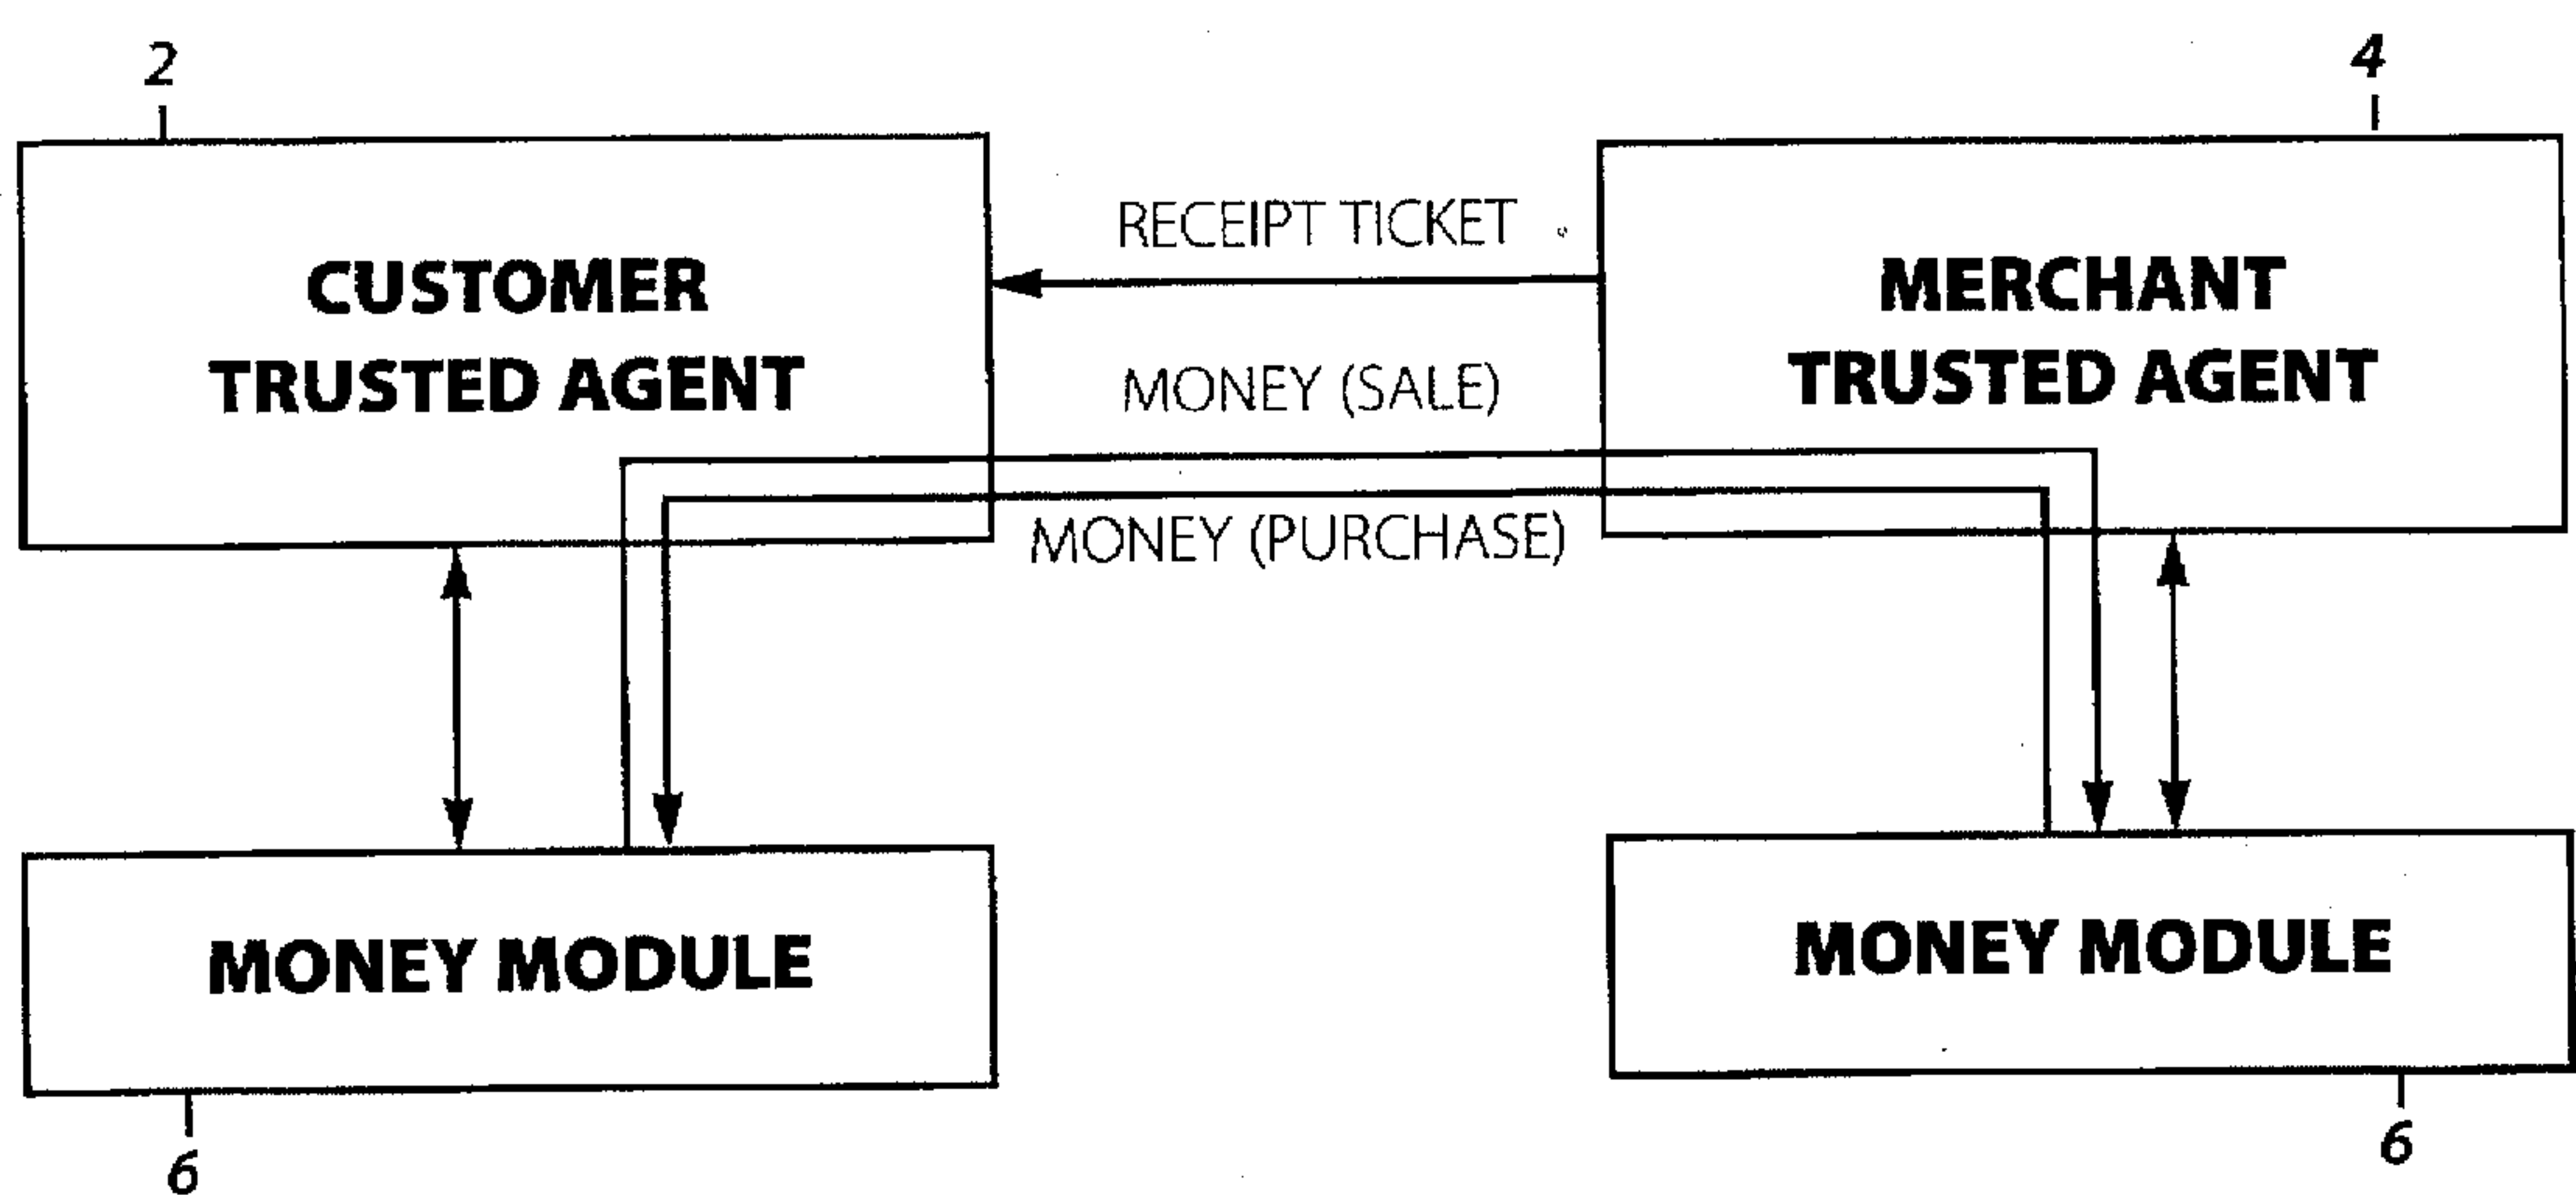 2
4
CUSTOMER
TRUSTED AGENT
RECEIPT TICKET
MONEY (SALE)
MONEY (PURCHASE)
MERCHANT
TRUSTED AGENT
MONEY MODULE
MONEY MODULE
6
6